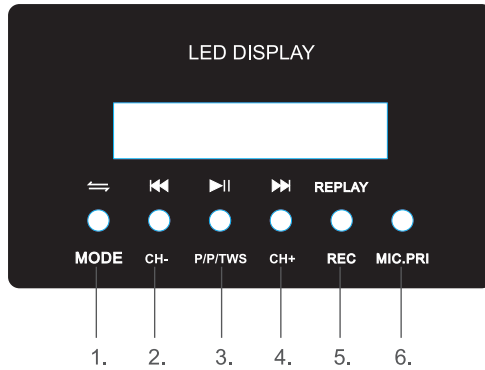 LED DISPLAY
REPLAY
MODE CH- P/P/TWS CH+ REC MIC.PRI
1. 2. 3. 4. 5. 6.